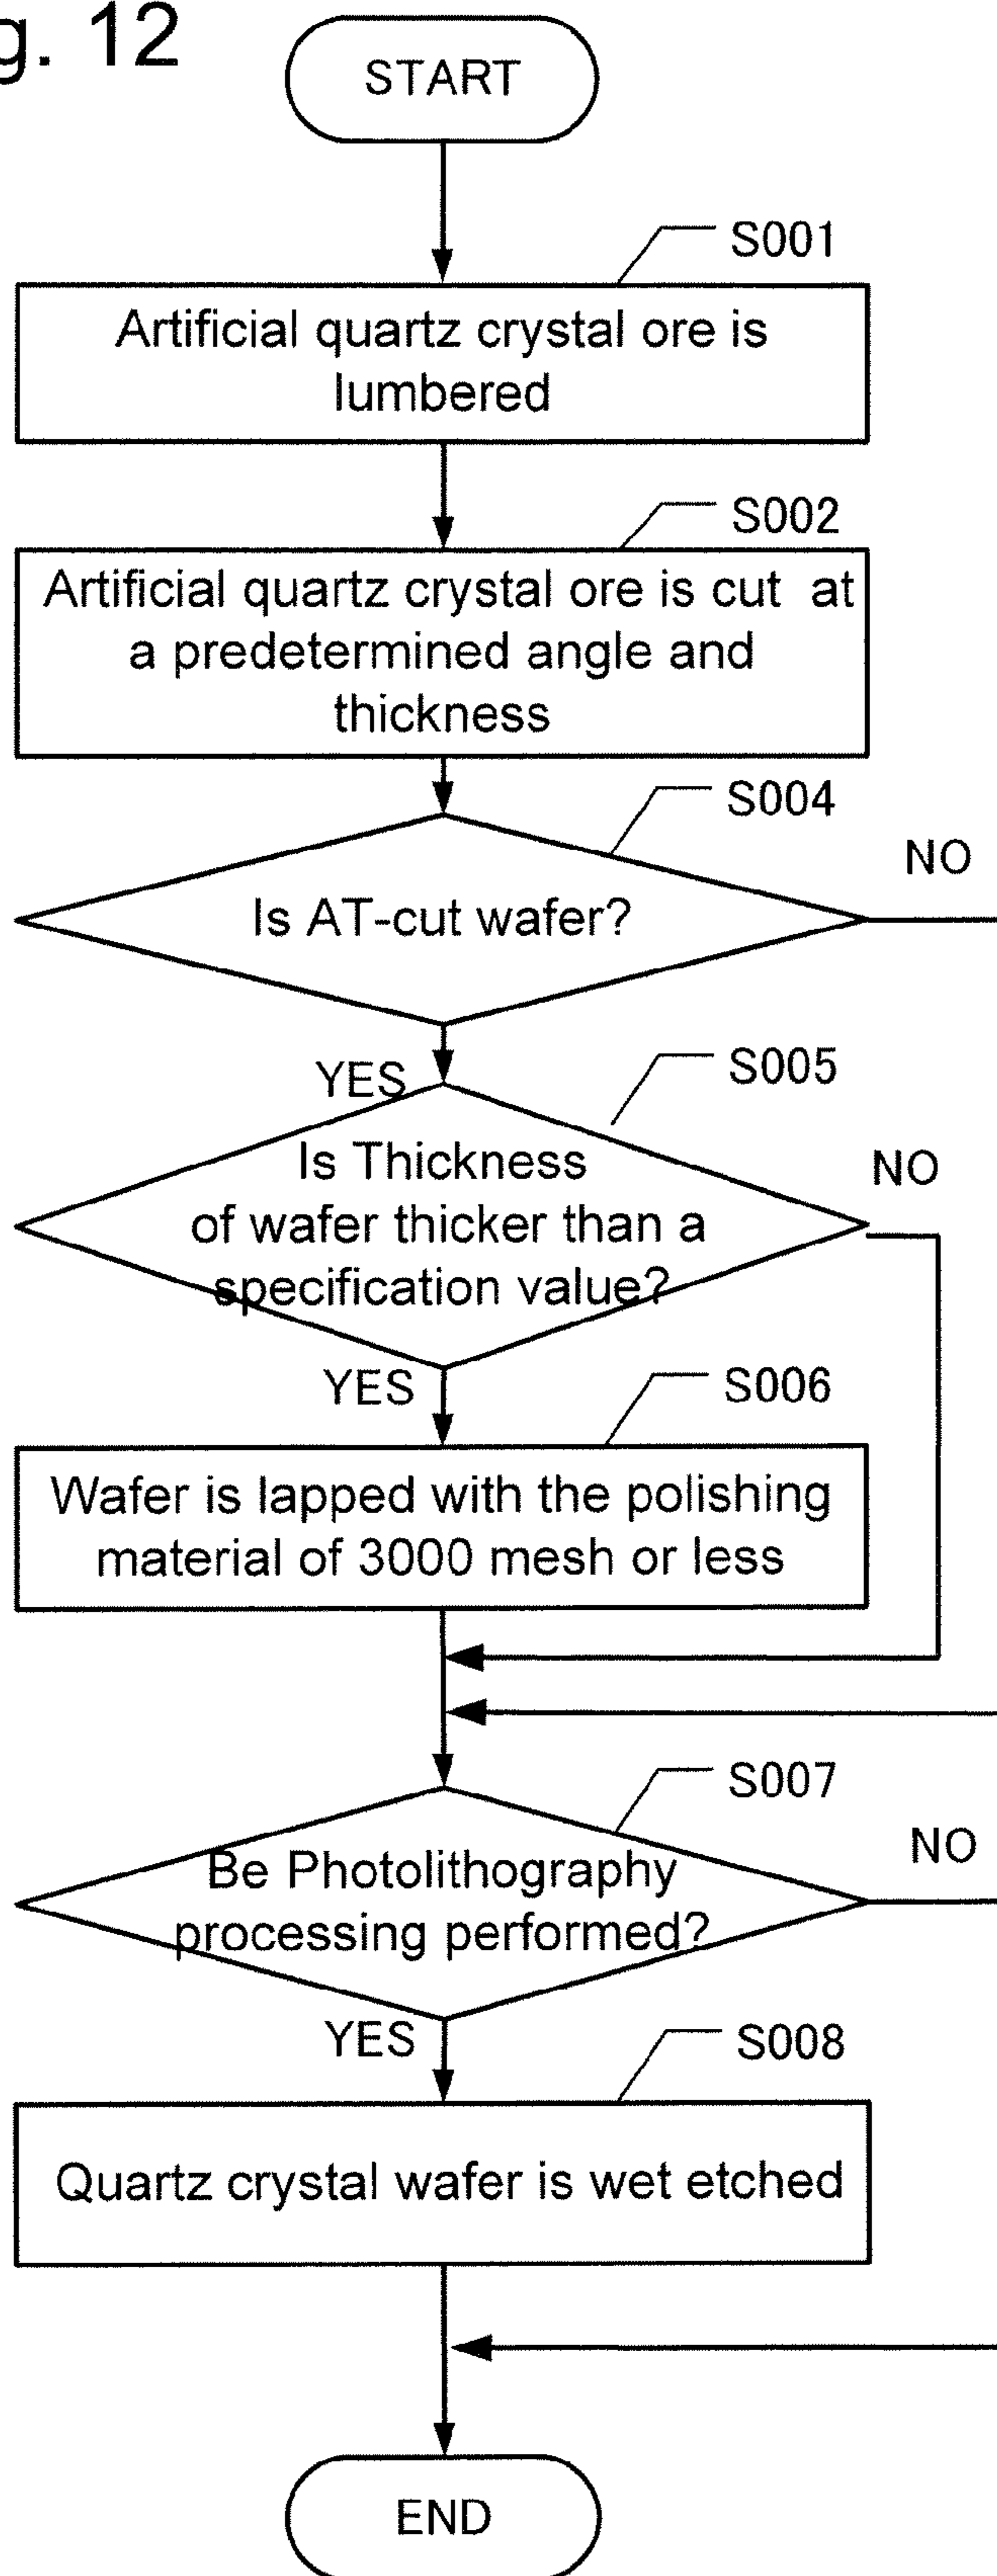 g. 12
START
S001
Artificial quartz crystal ore is
lumbered
S002
Artificial quartz crystal ore is cut at
a predetermined angle and
thickness
S004
NO
Is AT-cut wafer?
YES
S005
NO
Is Thickness
of wafer thicker than a
specification value?
YES
S006
Wafer is lapped with the polishing
material of 3000 mesh or less
S007
NO
Be Photolithography
processing performed?
YES
S008
Quartz crystal wafer is wet etched
END